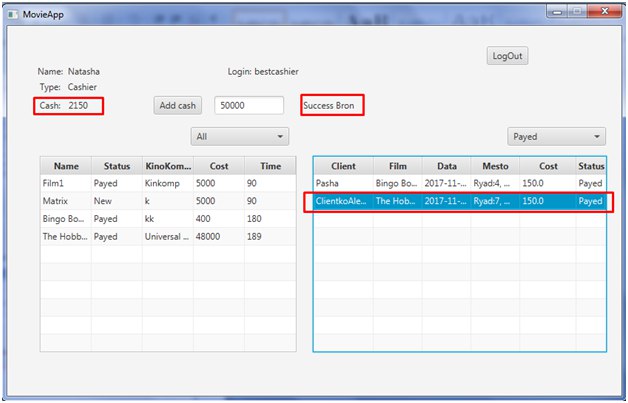 MovieApp
LogOut
Name: Natasha Login: bestcashier
Type: Cashier
Cash: 2150 Add cash 50000 Success Bron
All Payed
Name Status KinoKom... Cost Time
Film1 Payed Kinkomp 5000 90
Matrix New k 5000 90
Bingo Bo... Payed kk 400 180
The Hobb... Payed Universal ... 48000 189
Client Film Data Mesto Cost Status
Pasha Bingo Bo... 2017-11-... Ryad:4, ... 150.0 Payed
ClientkoAle... The Hob... 2017-11-... Ryad:7, ... 150.0 Payed